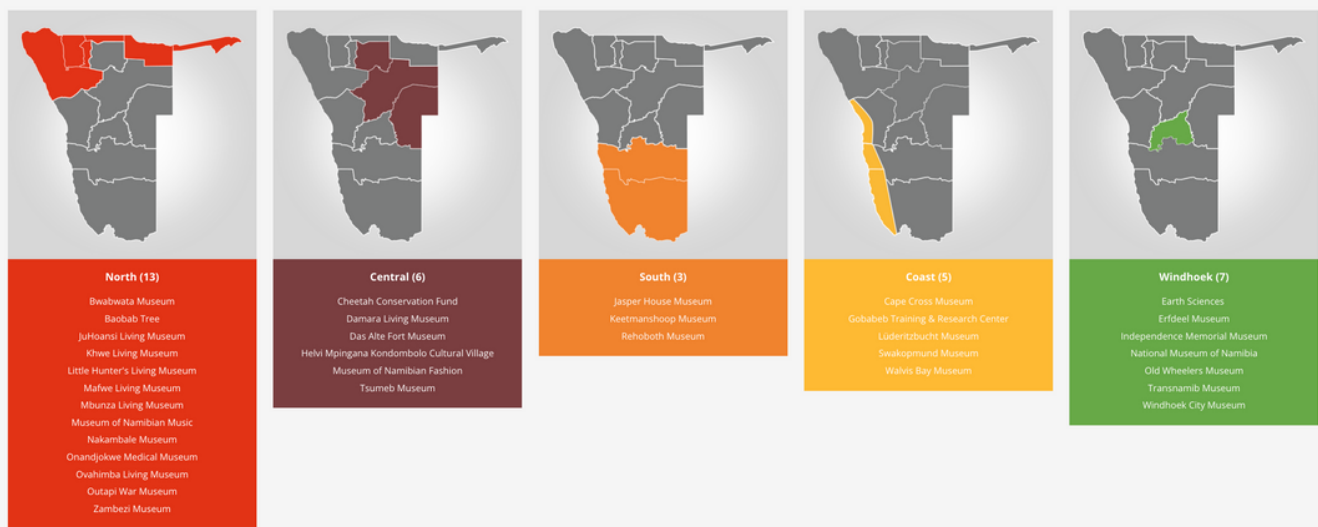 North (13)
Bwabwata Museum
Baobab Tree
Ju'Hoansi Living Museum
Khwe Living Museum
Little Hunter's Living Museum
Mafwe Living Museum
Mbunza Living Museum
Museum of Namibian Music
Nakambale Museum
Onandjokwe Medical Museum
Ovahimba Living Museum
Outapi War Museum
Zambezi Museum
Central (6)
Cheetah Conservation Fund
Damara Living Museum
Das Alte Fort Museum
Helvi Mpingana Kondombolo Cultural Village
Museum of Namibian Fashion
Tsumeb Museum
South (3)
Jasper House Museum
Keetmanshoop Museum
Rehoboth Museum
Coast (5)
Cape Cross Museum
Gobabeb Training & Research Center
Lüderitzbucht Museum
Swakopmund Museum
Walvis Bay Museum
Windhoek (7)
Earth Sciences
Erfdeel Museum
Independence Memorial Museum
National Museum of Namibia
Old Wheelers Museum
Transnamib Museum
Windhoek City Museum